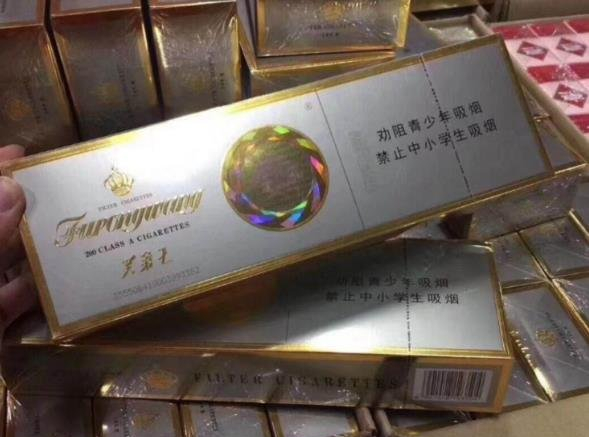 FILTER CIGARETTES
Furongwang
200 CLASS A CIGARETTES
芙蓉王
劝阻青少年吸烟
禁止中小学生吸烟
劝阻青少年吸烟
禁止中小学生吸烟
FILTER CIGARETTES